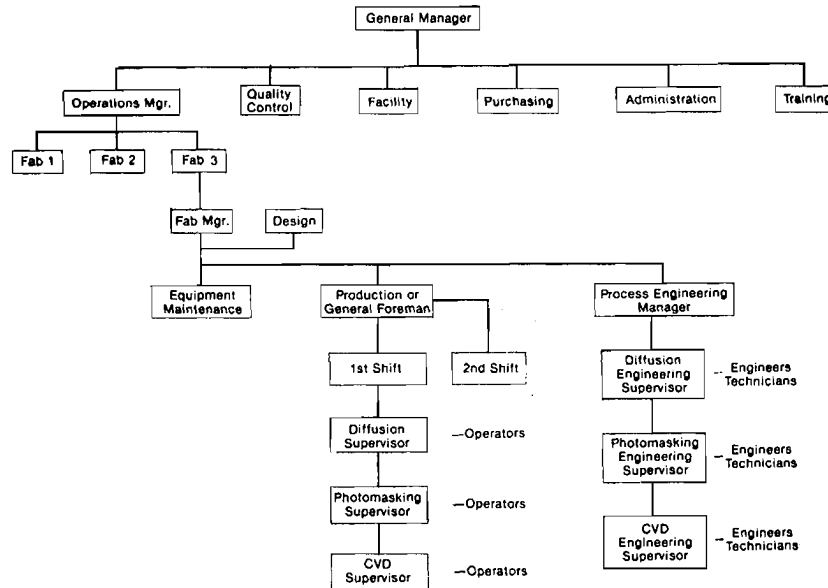 General Manager
Operations Mgr.
Quality
Control
Facility
Purchasing
Administration
Training
Fab 1
Fab 2
Fab 3
Fab Mgr.
Design
Equipment
Maintenance
Production or
General Foreman
Process Engineering
Manager
1st Shift
2nd Shift
Diffusion
Engineering
Supervisor
—Engineers
Technicians
Diffusion
Supervisor
—Operators
Photomasking
Engineering
Supervisor
—Engineers
Technicians
Photomasking
Supervisor
—Operators
CVD
Engineering
Supervisor
—Engineers
Technicians
CVD
Supervisor
—Operators